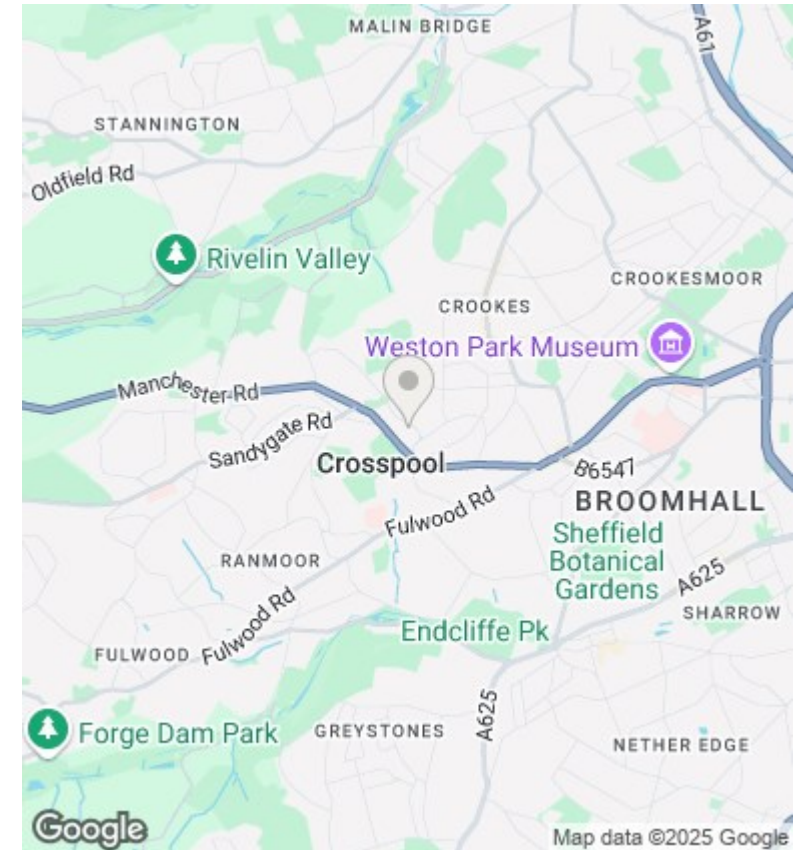 MALIN BRIDGE
A61
STANNINGTON
Oldfield Rd
Rivelin Valley
CROOKESMOOR
CROOKES
Weston Park Museum
Manchester Rd
Sandygate Rd
Crosspool
B6547
BROOMHALL
Fulwood Rd
Sheffield
Botanical
Gardens
RANMOOR
A625
SHARROW
Fulwood Rd
Endcliffe Pk
FULWOOD
A625
Forge Dam Park
GREYSTONES
NETHER EDGE
Google
Map data ©2025 Google